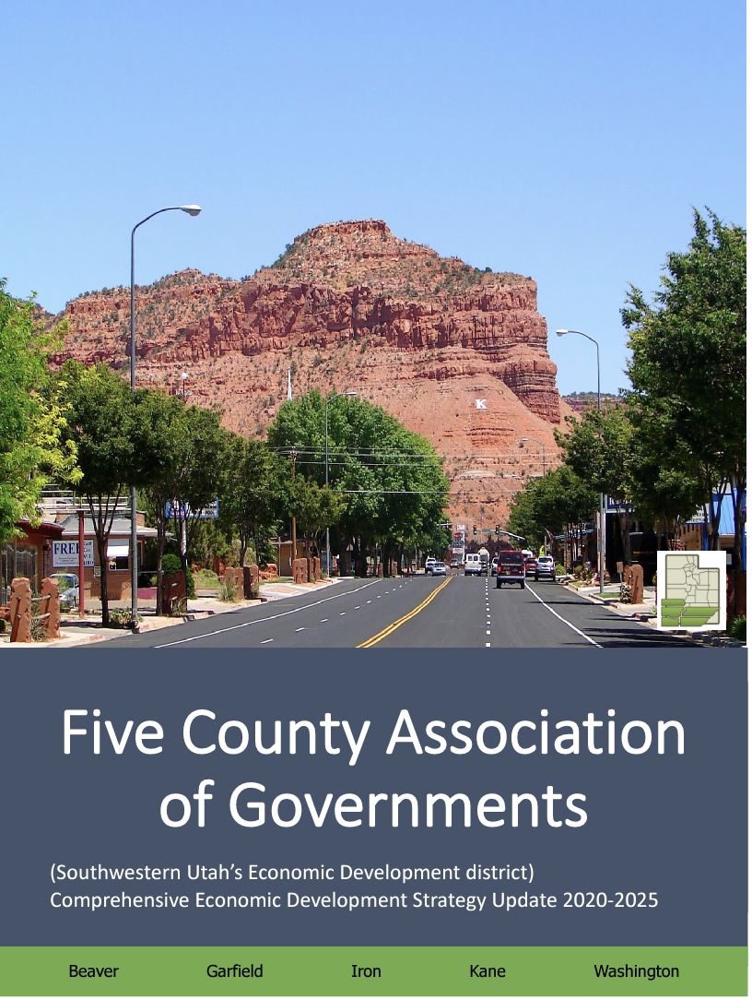 K
FREE
Five County Association
of Governments
(Southwestern Utah’s Economic Development district)
Comprehensive Economic Development Strategy Update 2020-2025
Beaver Garfield Iron Kane Washington